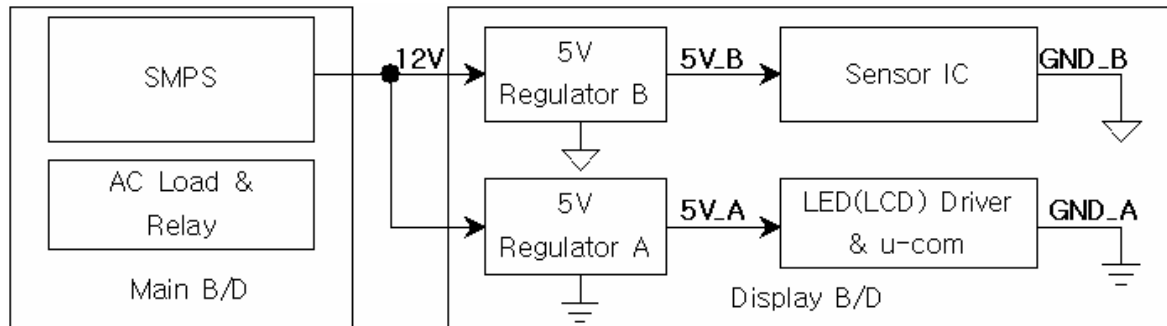 SMPS
AC Load &
Relay
Main B/D
12V
5V
Regulator B
5V_B
Sensor IC
GND_B
5V
Regulator A
5V_A
LED(LCD) Driver
& u-com
GND_A
Display B/D